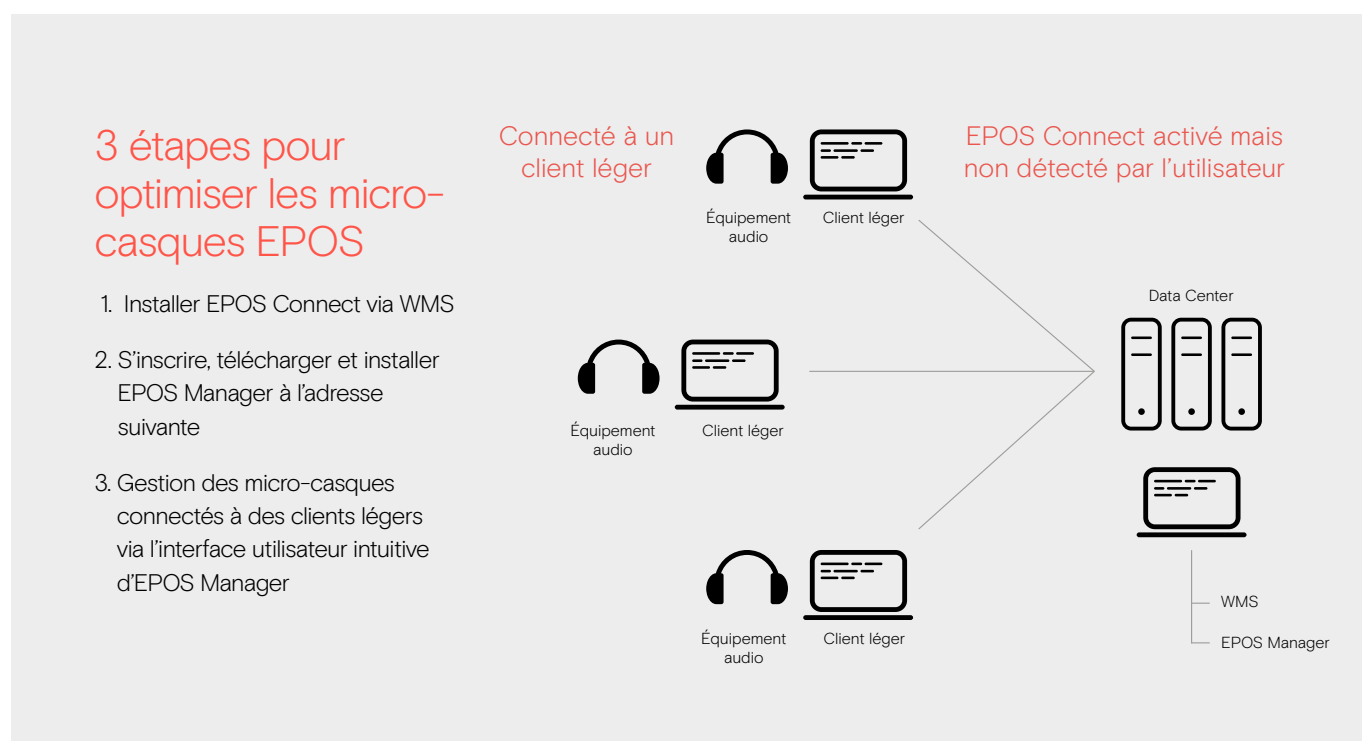 3 étapes pour
optimiser les micro-
casques EPOS
1. Installer EPOS Connect via WMS
2. S’inscrire, télécharger et installer
EPOS Manager à l’adresse
suivante
3. Gestion des micro-casques
connectés à des clients légers
via l’interface utilisateur intuitive
d’EPOS Manager
Connecté à un
client léger
Équipement
audio
Client léger
EPOS Connect activé mais
non détecté par l’utilisateur
Équipement
audio
Client léger
Équipement
audio
Client léger
Data Center
WMS
EPOS Manager